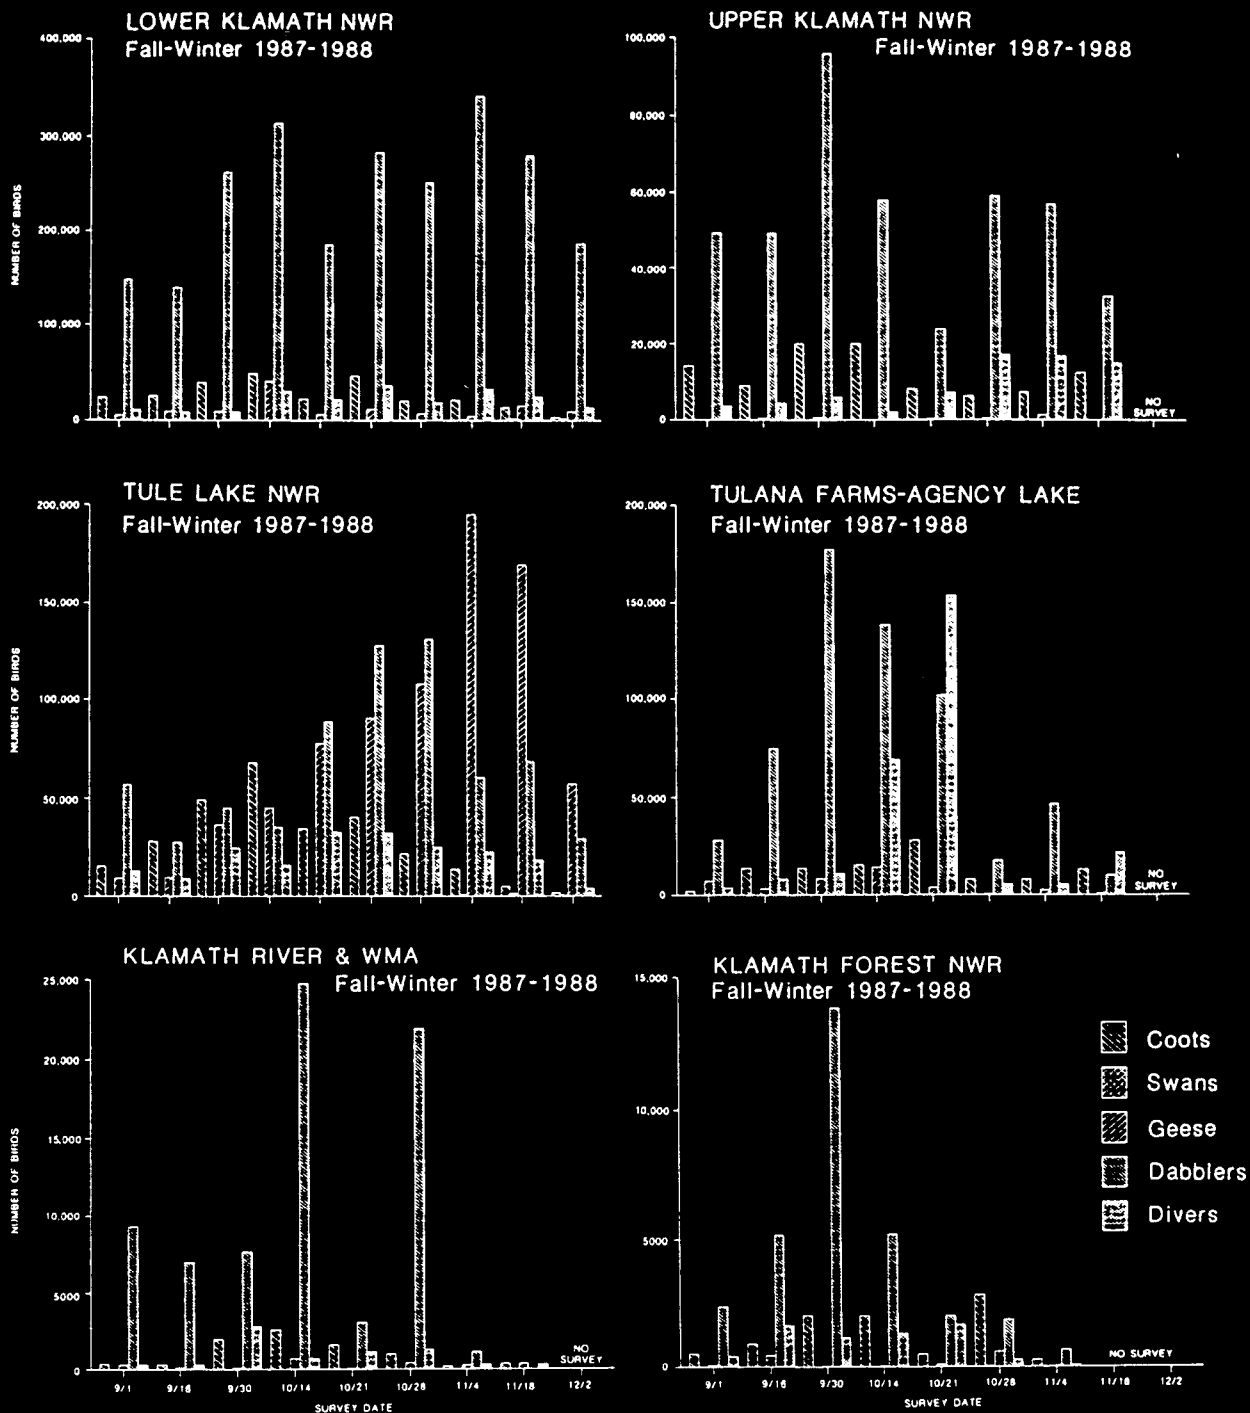 LOWER KLAMATH NWR
Fall-Winter 1987-1988
400,000
300,000
200,000
100,000
0
NUMBER OF BIRDS
UPPER KLAMATH NWR
Fall-Winter 1987-1988
100,000
80,000
60,000
40,000
20,000
0
NO
SURVEY
TULE LAKE NWR
Fall-Winter 1987-1988
200,000
150,000
100,000
50,000
0
NUMBER OF BIRDS
TULANA FARMS-AGENCY LAKE
Fall-Winter 1987-1988
200,000
150,000
100,000
50,000
0
NO
SURVEY
KLAMATH RIVER & WMA
Fall-Winter 1987-1988
25,000
20,000
15,000
10,000
5000
0
NUMBER OF BIRDS
NO
SURVEY
9/1 9/16 9/30 10/14 10/21 10/28 11/4 11/18 12/2
SURVEY DATE
KLAMATH FOREST NWR
Fall-Winter 1987-1988
15,000
10,000
5000
0
NO SURVEY
9/1 9/16 9/30 10/14 10/21 10/28 11/4 11/18 12/2
SURVEY DATE
Coots
Swans
Geese
Dabblers
Divers